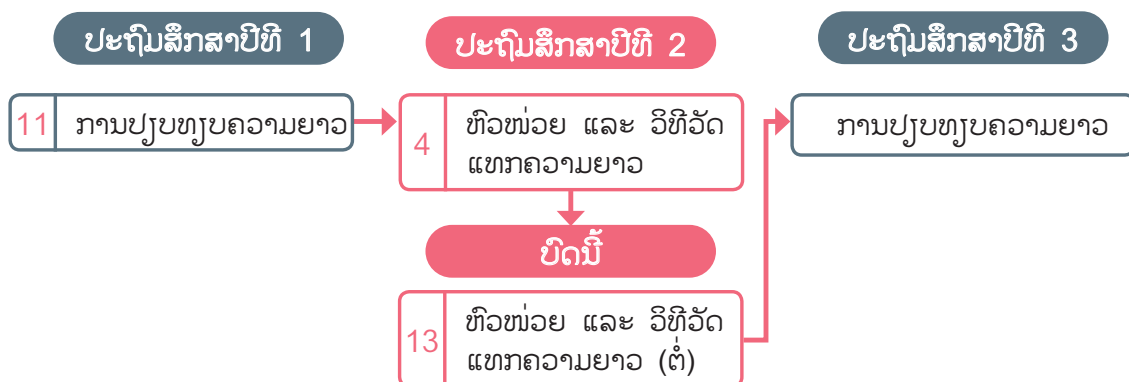 ປະຖົມສຶກສາປີທີ 1
ປະຖົມສຶກສາປີທີ 2
ປະຖົມສຶກສາປີທີ 3
11 ການປຽບທຽບຄວາມຍາວ
4 ຫົວໜ່ວຍ ແລະ ວິທີວັດ
ແທກຄວາມຍາວ
ການປຽບທຽບຄວາມຍາວ
ບົດນີ້
13 ຫົວໜ່ວຍ ແລະ ວິທີວັດ
ແທກຄວາມຍາວ (ຕໍ່)